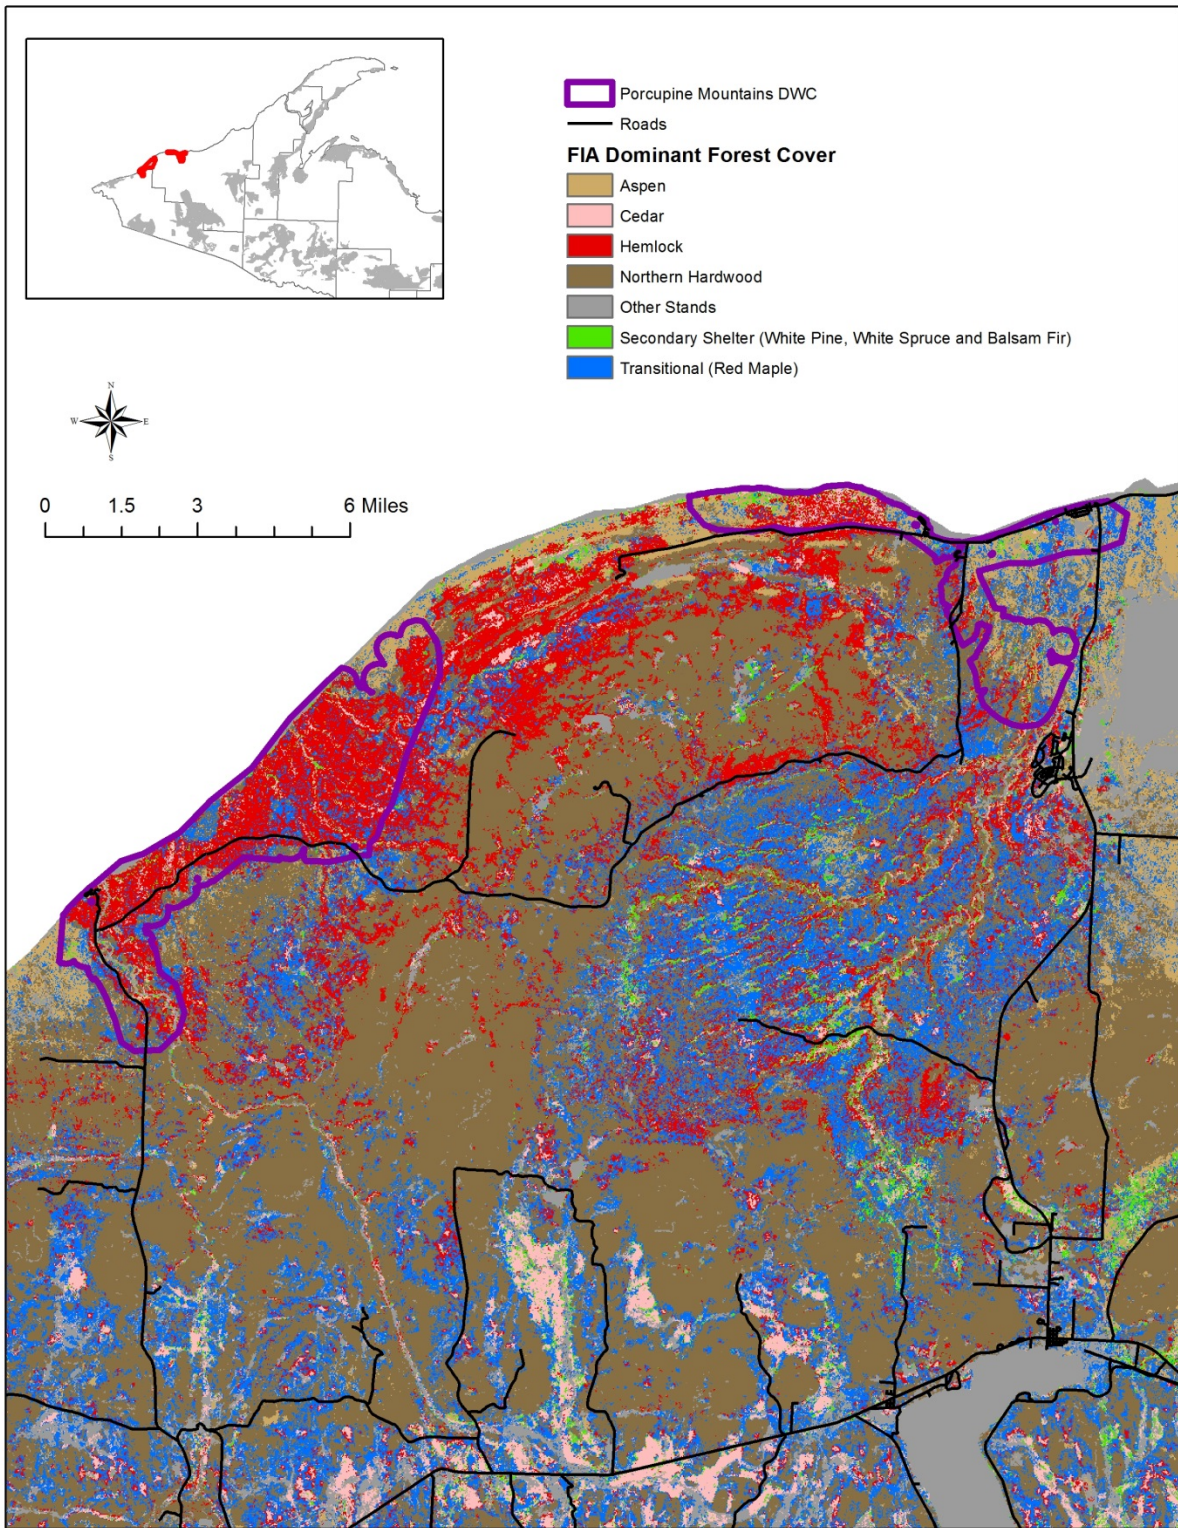 Porcupine Mountains DWC
Roads
FIA Dominant Forest Cover
Aspen
Cedar
Hemlock
Northern Hardwood
Other Stands
Secondary Shelter (White Pine, White Spruce and Balsam Fir)
Transitional (Red Maple)
N
W E
S
0 1.5 3 6 Miles